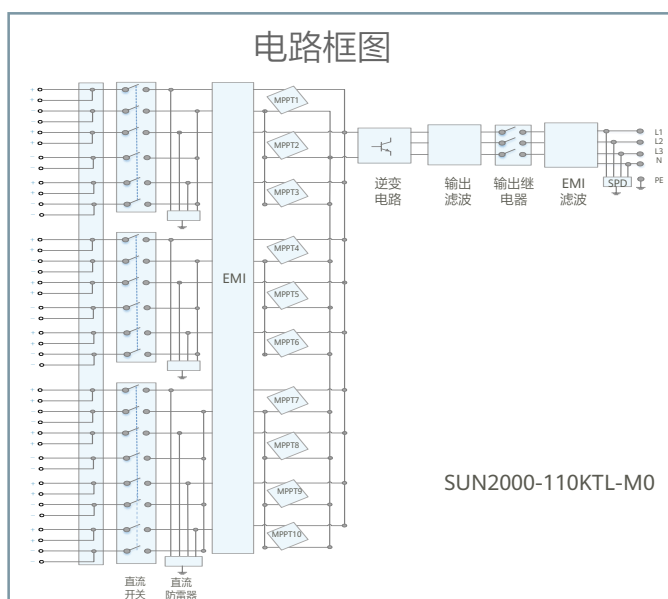 电路框图
MPPT1
MPPT2
MPPT3
MPPT4
MPPT5
MPPT6
MPPT7
MPPT8
MPPT9
MPPT10
EMI
逆变
电路
输出
滤波
输出继
电器
EMI
滤波
SPD
L1
L2
L3
N
PE
SUN2000-110KTL-M0
直流
开关
直流
防雷器